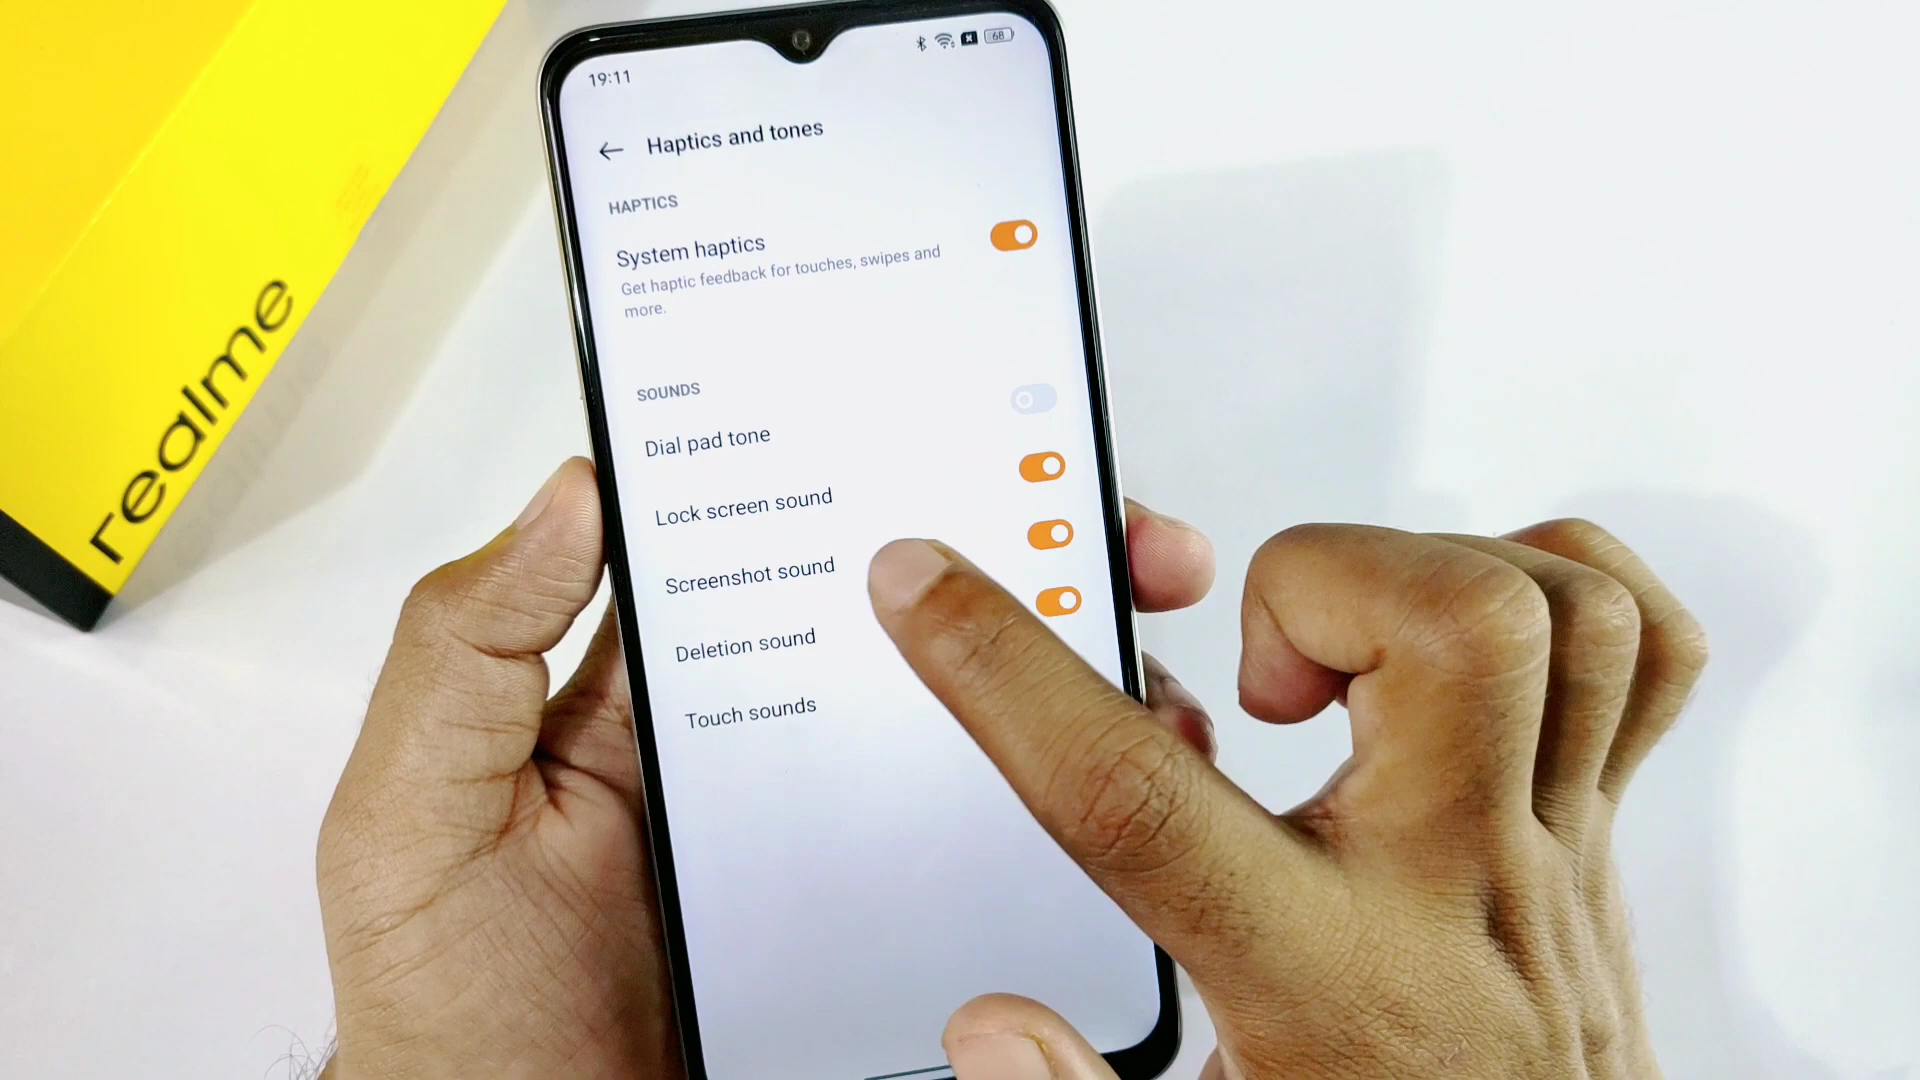 19:11
68
Haptics and tones
HAPTICS
System haptics
Get haptic feedback for touches, swipes and
more.
SOUNDS
Dial pad tone
Lock screen sound
Screenshot sound
Deletion sound
Touch sounds
realme